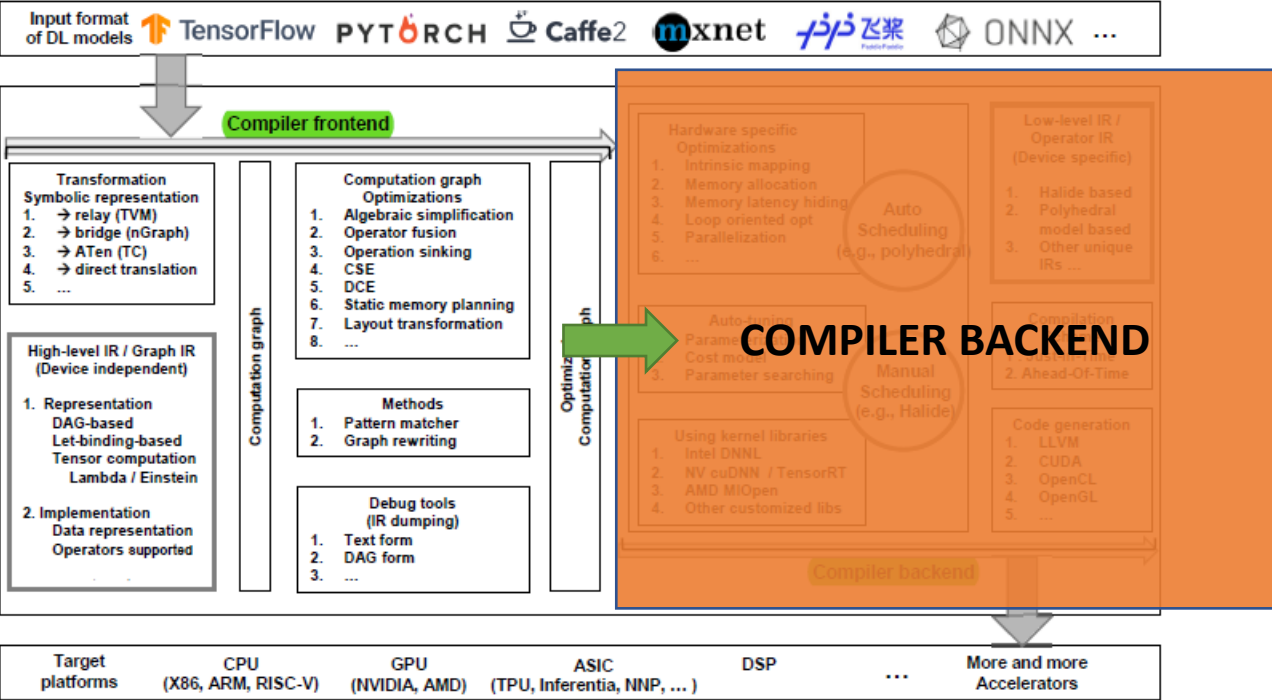 Input format
of DL models
TensorFlow
PYTORCH
Caffe2
mxnet
飞桨
PaddlePaddle
ONNX
...
Compiler frontend
Transformation
Symbolic representation
1. → relay (TVM)
2. → bridge (nGraph)
3. → ATen (TC)
4. → direct translation
5. ...
High-level IR / Graph IR
(Device independent)
1. Representation
DAG-based
Let-binding-based
Tensor computation
Lambda / Einstein
2. Implementation
Data representation
Operators supported
Computation graph
Computation graph
Optimizations
1. Algebraic simplification
2. Operator fusion
3. Operation sinking
4. CSE
5. DCE
6. Static memory planning
7. Layout transformation
8. ...
Methods
1. Pattern matcher
2. Graph rewriting
Debug tools
(IR dumping)
1. Text form
2. DAG form
3. ...
Computation
COMPILER BACKEND
Hardware specific
Optimizations
1. Intrinsic mapping
2. Memory allocation
3. Memory latency hiding
4. Loop oriented opt
5. Parallelization
6. ...
Auto
Scheduling
(e.g., polyhedral)
Low-level IR /
Operator IR
(Device specific)
1. Halide based
2. Polyhedral
model based
3. Other unique
IRs ...
Auto-tuning
Cost model
3. Parameter searching
Manual
Scheduling
(e.g., Halide)
Compilation
2. Ahead-Of-Time
Using kernel libraries
1. Intel DNNL
2. NV cuDNN / TensorRT
3. AMD MIOpen
4. Other customized libs
Code generation
1. LLVM
2. CUDA
3. OpenCL
4. OpenGL
5. ...
Compiler backend
Target
platforms
CPU
(X86, ARM, RISC-V)
GPU
(NVIDIA, AMD)
ASIC
(TPU, Inferentia, NNP, ... )
DSP
...
More and more
Accelerators